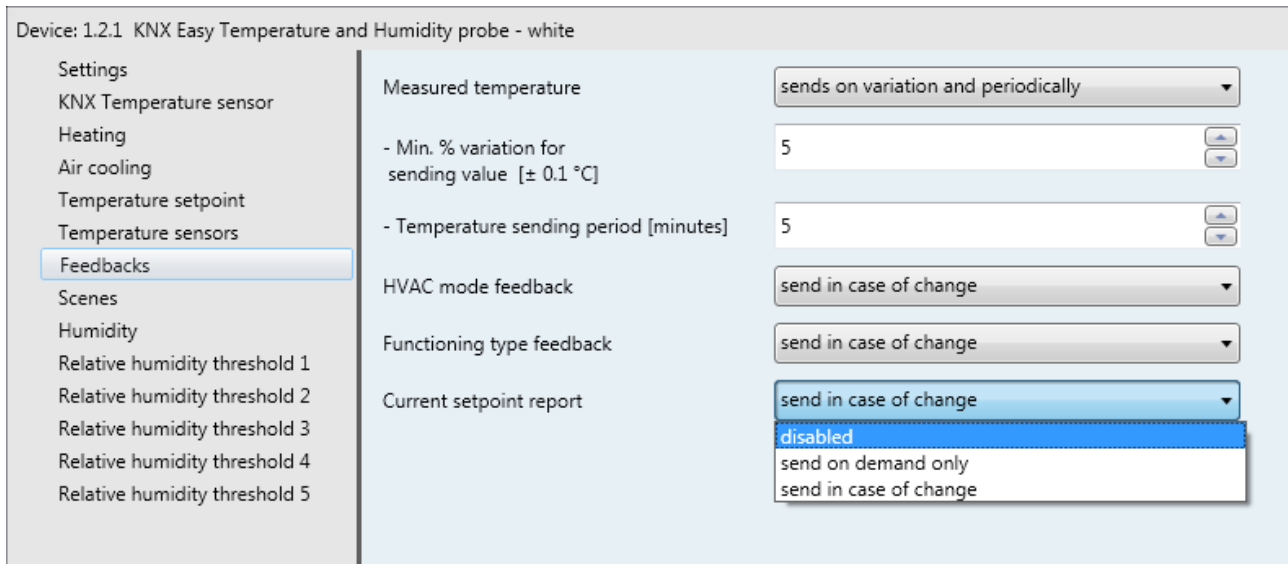 Device: 1.2.1 KNX Easy Temperature and Humidity probe - white
Settings
KNX Temperature sensor
Heating
Air cooling
Temperature setpoint
Temperature sensors
Feedbacks
Scenes
Humidity
Relative humidity threshold 1
Relative humidity threshold 2
Relative humidity threshold 3
Relative humidity threshold 4
Relative humidity threshold 5
Measured temperature
sends on variation and periodically
- Min. % variation for
sending value [± 0.1 °C]
5
- Temperature sending period [minutes]
5
HVAC mode feedback
send in case of change
Functioning type feedback
send in case of change
Current setpoint report
send in case of change
disabled
send on demand only
send in case of change